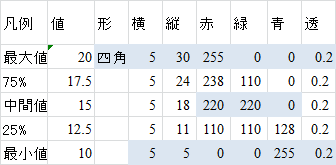 凡例 値 形 横 縦 赤 緑 青 透
最大値 20 四角 5 30 255 0 0 0.2
75% 17.5 5 24 238 110 0 0.2
中間値 15 5 18 220 220 0 0.2
25% 12.5 5 11 110 110 128 0.2
最小値 10 5 5 0 0 255 0.2